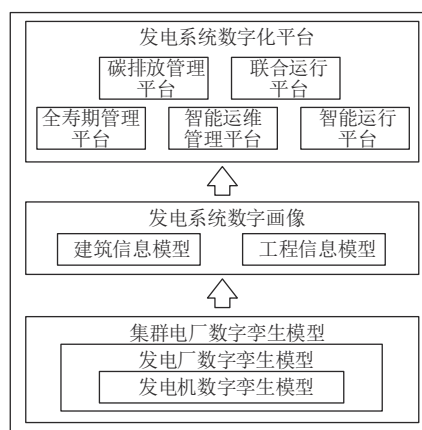 发电系统数字化平台
碳排放管理
平台
联合运行
平台
全寿期管理
平台
智能运维
管理平台
智能运行
平台
发电系统数字画像
建筑信息模型
工程信息模型
集群电厂数字孪生模型
发电厂数字孪生模型
发电机数字孪生模型